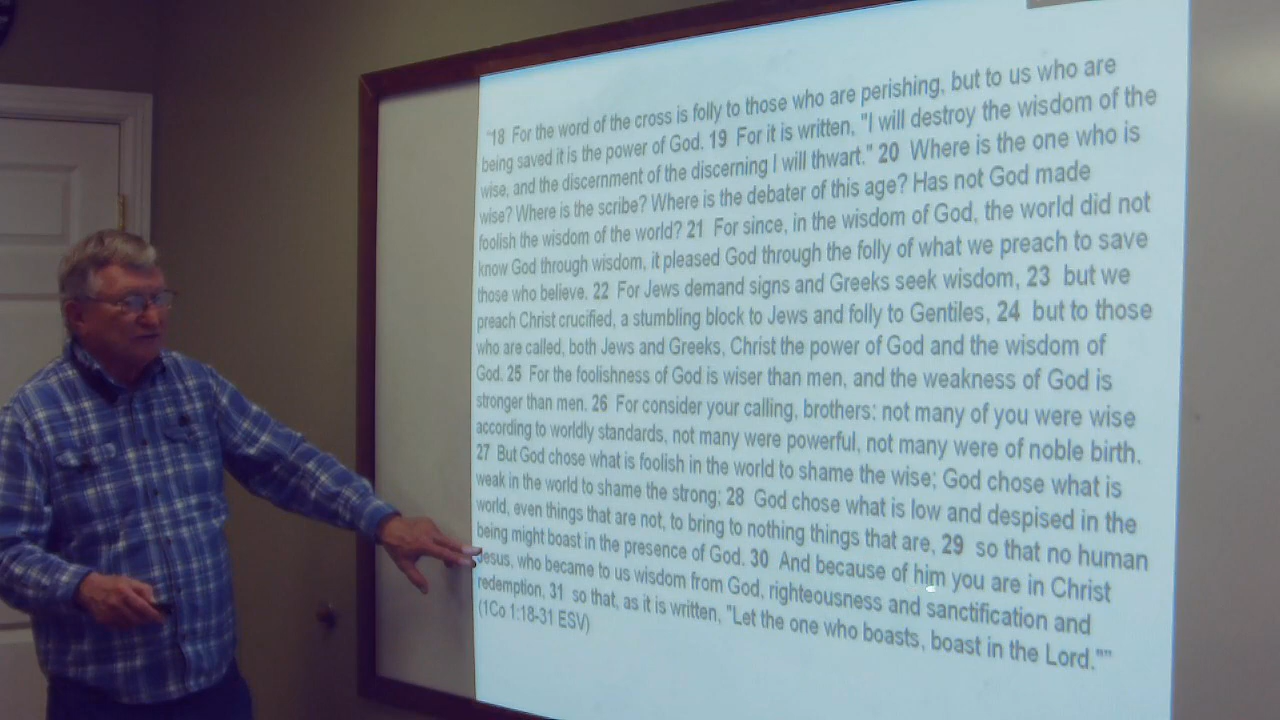 "18 For the word of the cross is folly to those who are perishing, but to us who are
being saved it is the power of God. 19 For it is written, "I will destroy the wisdom of the
wise, and the discernment of the discerning I will thwart." 20 Where is the one who is
wise? Where is the scribe? Where is the debater of this age? Has not God made
foolish the wisdom of the world? 21 For since, in the wisdom of God, the world did not
know God through wisdom, it pleased God through the folly of what we preach to save
those who believe. 22 For Jews demand signs and Greeks seek wisdom, 23 but we
preach Christ crucified, a stumbling block to Jews and folly to Gentiles, 24 but to those
who are called, both Jews and Greeks, Christ the power of God and the wisdom of
God. 25 For the foolishness of God is wiser than men, and the weakness of God is
stronger than men. 26 For consider your calling, brothers: not many of you were wise
according to worldly standards, not many were powerful, not many were of noble birth.
27 But God chose what is foolish in the world to shame the wise; God chose what is
weak in the world to shame the strong; 28 God chose what is low and despised in the
world, even things that are not, to bring to nothing things that are, 29 so that no human
being might boast in the presence of God. 30 And because of him you are in Christ
Jesus, who became to us wisdom from God, righteousness and sanctification and
redemption, 31 so that, as it is written, "Let the one who boasts, boast in the Lord.""
(1Co 1:18-31 ESV)